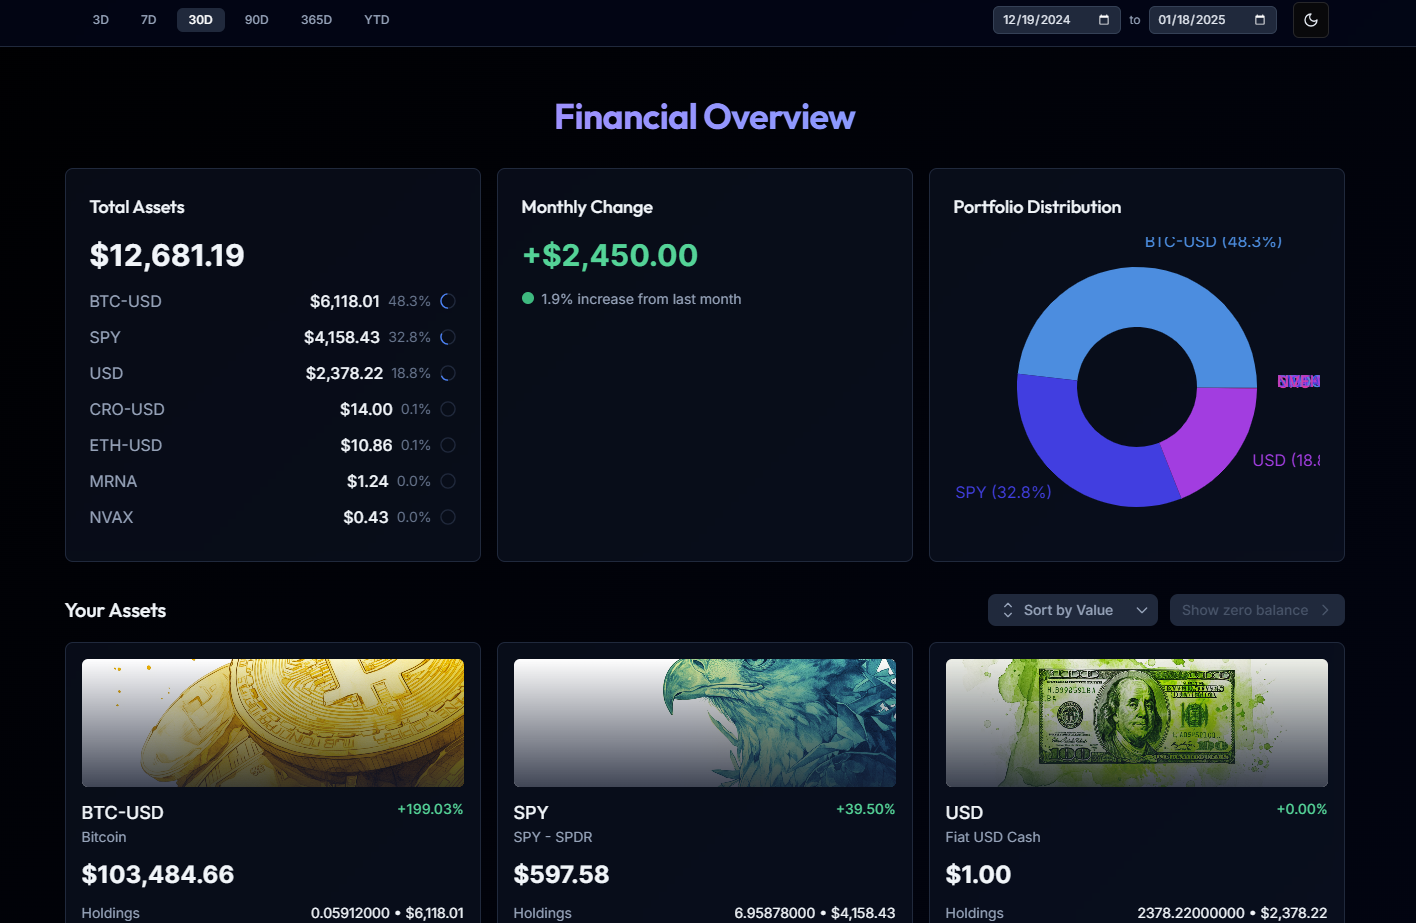 3D 7D 30D 90D 365D YTD 12/19/2024 to 01/18/2025
Financial Overview
Total Assets
$12,681.19
BTC-USD $6,118.01 48.3%
SPY $4,158.43 32.8%
USD $2,378.22 18.8%
CRO-USD $14.00 0.1%
ETH-USD $10.86 0.1%
MRNA $1.24 0.0%
NVAX $0.43 0.0%
Monthly Change
+$2,450.00
1.9% increase from last month
Portfolio Distribution
BTC-USD (48.3%)
USD (18.8
SPY (32.8%)
Your Assets
Sort by Value
Show zero balance
BTC-USD +199.03%
Bitcoin
$103,484.66
Holdings 0.05912000 • $6,118.01
SPY +39.50%
SPY - SPDR
$597.58
Holdings 6.95878000 • $4,158.43
USD +0.00%
Fiat USD Cash
$1.00
Holdings 2378.22000000 • $2,378.22